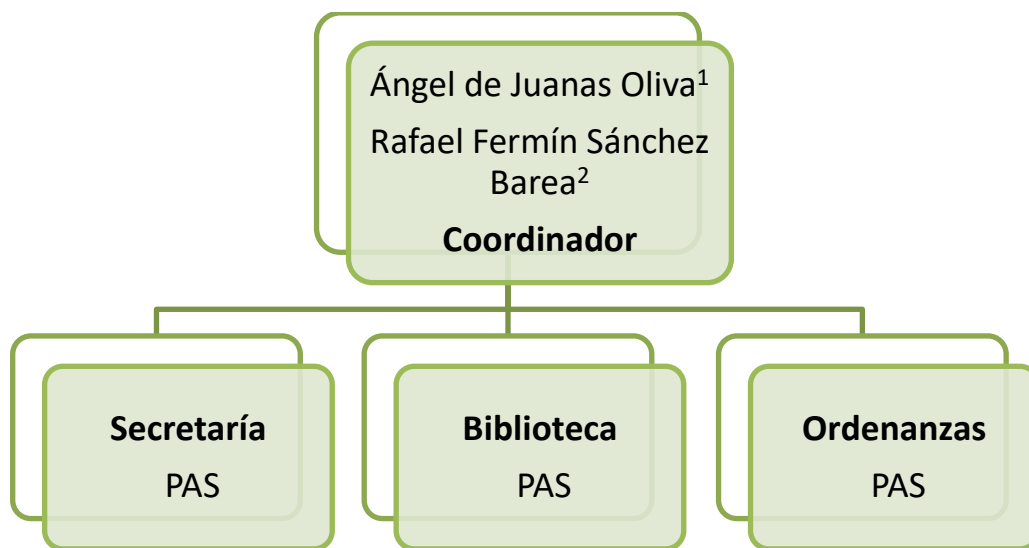 Ángel de Juanas Oliva¹
Rafael Fermín Sánchez
Barea²
Coordinador
Secretaría
PAS
Biblioteca
PAS
Ordenanzas
PAS